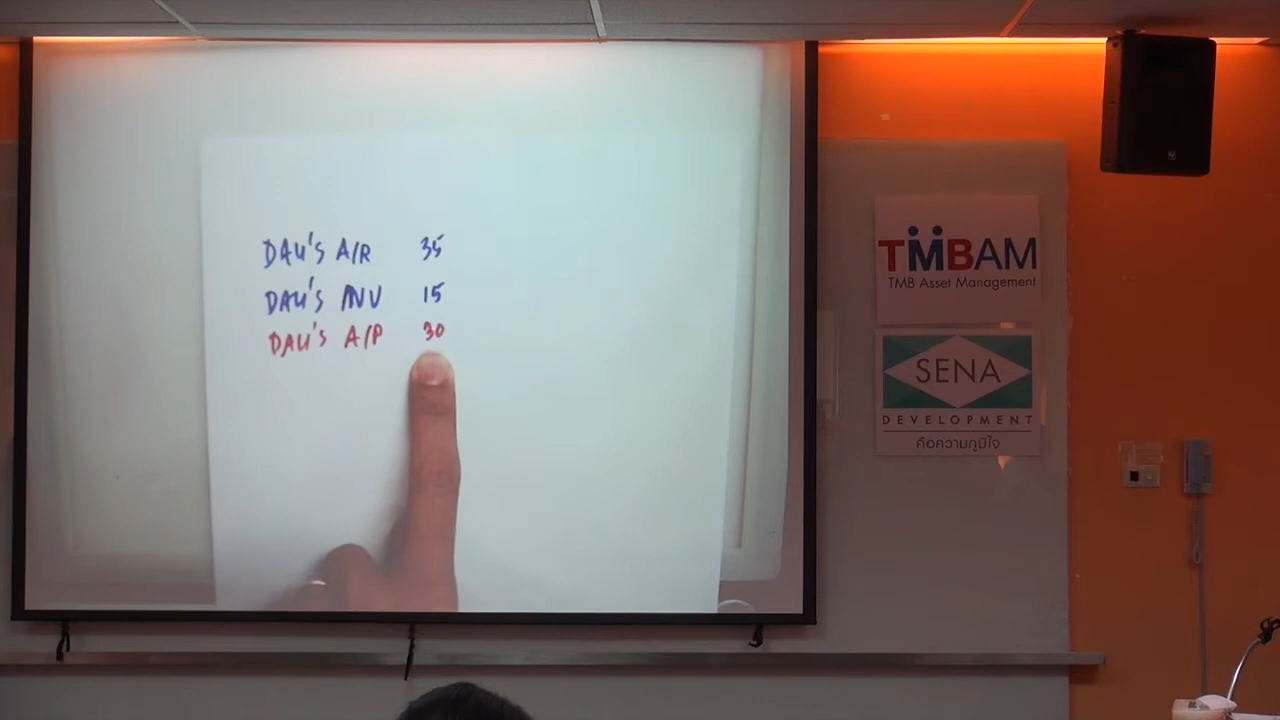 DAY'S A/R 35
DAY'S INV 15
DAY'S A/P 30
TMBAM
TMB Asset Management
SENA
DEVELOPMENT
คือความภูมิใจ